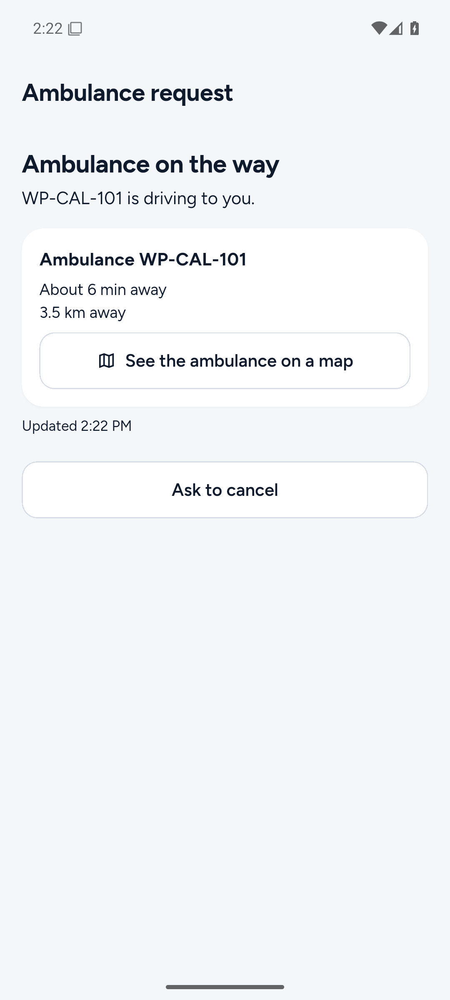 2:22
Ambulance request
Ambulance on the way
WP-CAL-101 is driving to you.
Ambulance WP-CAL-101
About 6 min away
3.5 km away
See the ambulance on a map
Updated 2:22 PM
Ask to cancel